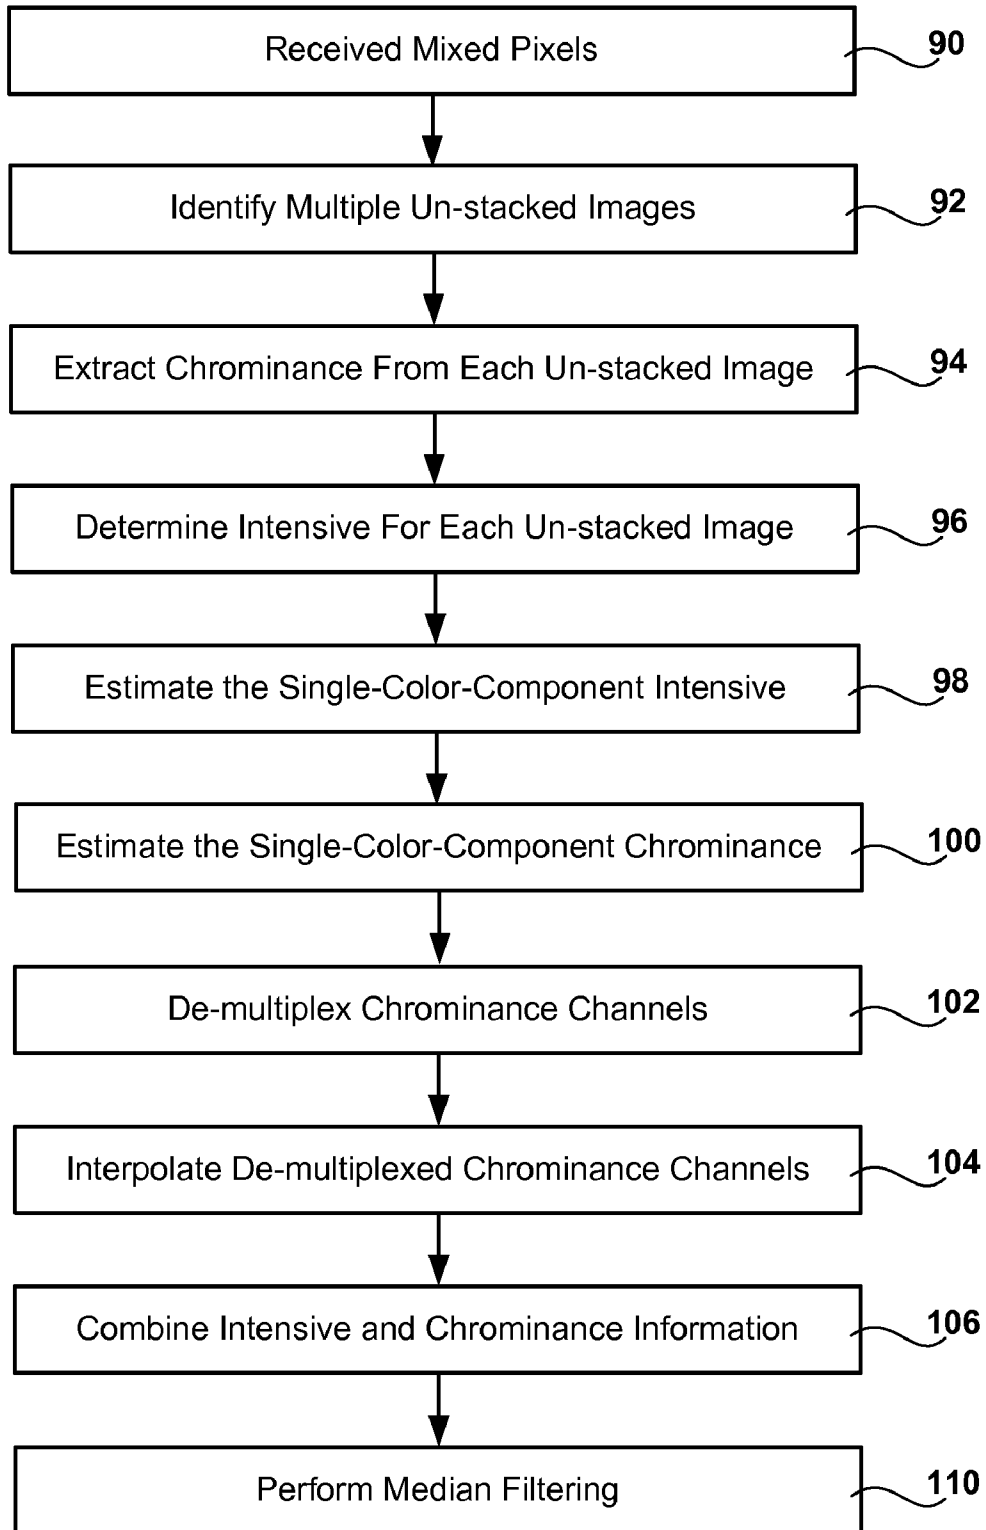 Received Mixed Pixels
90
Identify Multiple Un-stacked Images
92
Extract Chrominance From Each Un-stacked Image
94
Determine Intensive For Each Un-stacked Image
96
Estimate the Single-Color-Component Intensive
98
Estimate the Single-Color-Component Chrominance
100
De-multiplex Chrominance Channels
102
Interpolate De-multiplexed Chrominance Channels
104
Combine Intensive and Chrominance Information
106
Perform Median Filtering
110